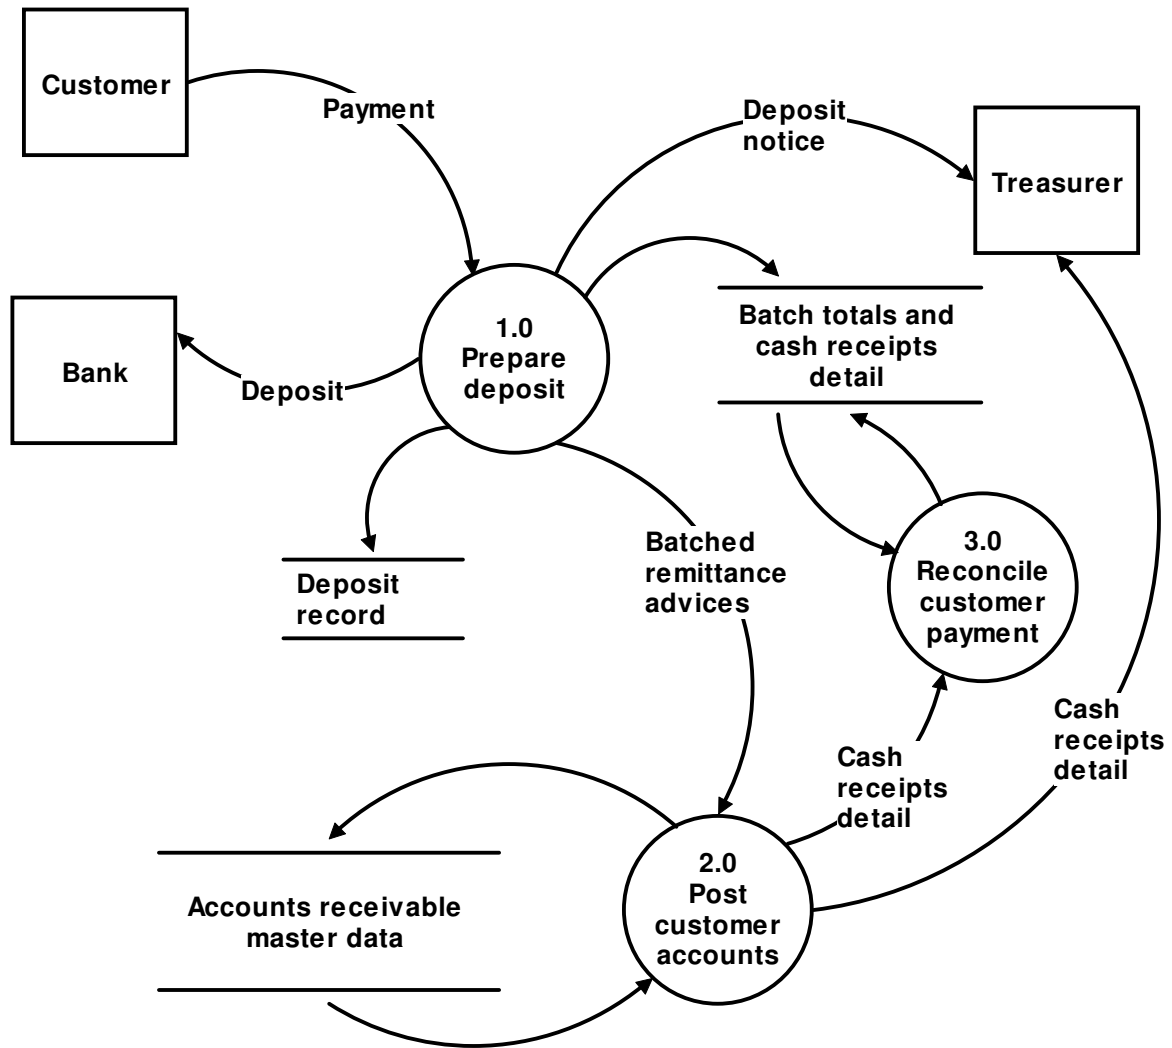 Customer
Payment
Deposit
notice
Treasurer
Bank
Deposit
1.0
Prepare
deposit
Batch totals and
cash receipts
detail
Deposit
record
Batched
remittance
advices
3.0
Reconcile
customer
payment
Cash
receipts
detail
Cash
receipts
detail
Accounts receivable
master data
2.0
Post
customer
accounts